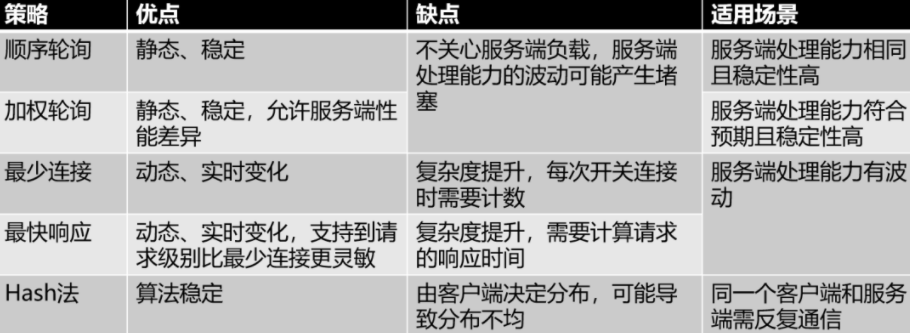 策略 优点 缺点 适用场景
顺序轮询 静态、稳定 不关心服务端负载，服务端 服务端处理能力相同
处理能力的波动可能产生堵 且稳定性高
塞
加权轮询 静态、稳定，允许服务端性 服务端处理能力符合
能差异 预期且稳定性高
最少连接 动态、实时变化 复杂度提升，每次开关连接 服务端处理能力有波
时需要计数 动
最快响应 动态、实时变化，支持到请 复杂度提升，需要计算请求
求级别比最少连接更灵敏 的响应时间
Hash法 算法稳定 由客户端决定分布，可能导 同一个客户端和服务
致分布不均 端需反复通信